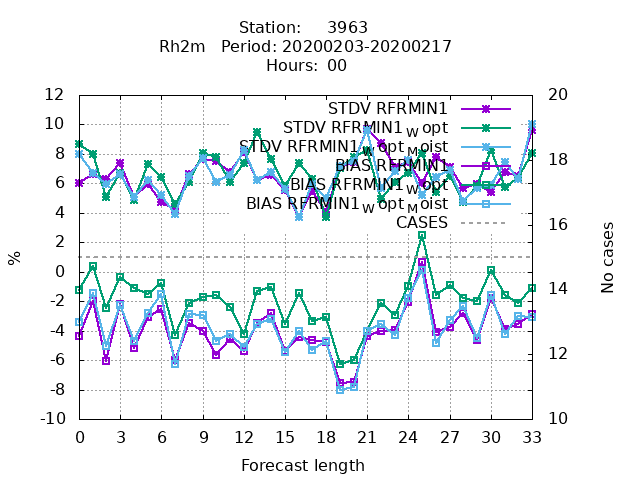 Station: 3963
Rh2m Period: 20200203-20200217
Hours: 00
12
10
8
6
4
2
0
-2
-4
-6
-8
-10
%
20
18
16
14
12
10
No cases
STDV RFRMIN1
STDV RFRMIN1_W opt
STDV RFRMIN1_W opt_M oist
BIAS RFRMIN1
BIAS RFRMIN1_W opt
BIAS RFRMIN1_W opt_M oist
CASES
0 3 6 9 12 15 18 21 24 27 30 33
Forecast length